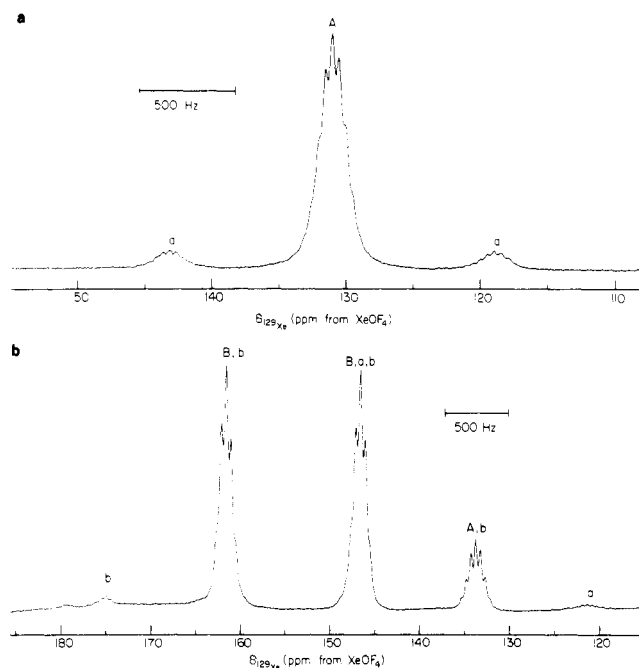 a
A
500 Hz
a
a
50 140 130 120 110
δ129Xe (ppm from XeOF4)
b
B, b
B, a, b
500 Hz
A, b
b
a
180 170 160 150 140 130 120
δ129Xe (ppm from XeOF4)